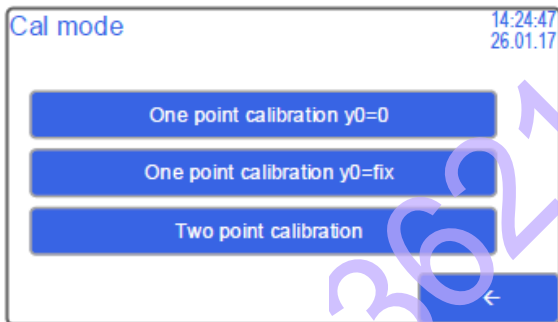 Cal mode
14:24:47
26.01.17
One point calibration y0=0
One point calibration y0=fix
Two point calibration
←
3621